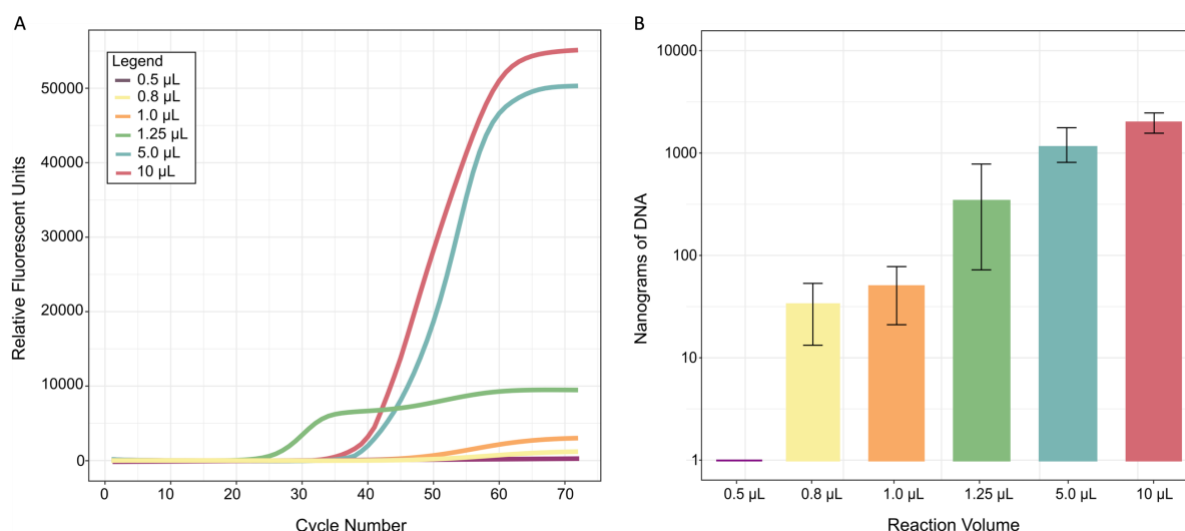 A
Relative Fluorescent Units
50000
40000
30000
20000
10000
0
Legend
0.5 µL
0.8 µL
1.0 µL
1.25 µL
5.0 µL
10 µL
0 10 20 30 40 50 60 70
Cycle Number
B
Nanograms of DNA
10000
1000
100
10
1
0.5 µL 0.8 µL 1.0 µL 1.25 µL 5.0 µL 10 µL
Reaction Volume